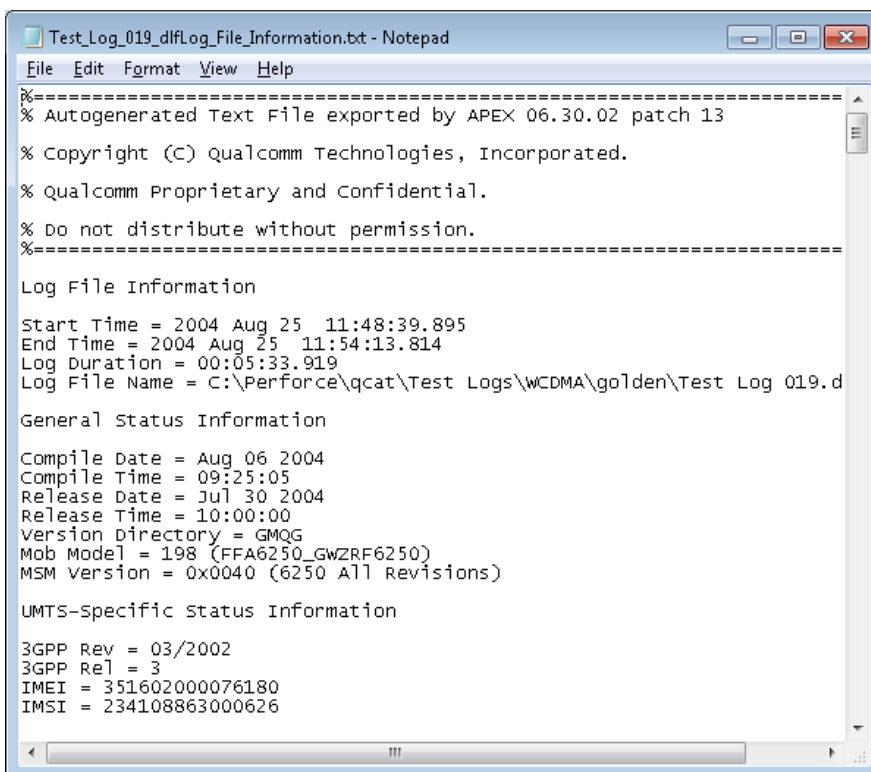 Test_Log_019_dlfLog_File_Information.txt - Notepad
File Edit Format View Help
%=====================================================================
% Autogenerated Text File exported by APEX 06.30.02 patch 13
% Copyright (C) Qualcomm Technologies, Incorporated.
% Qualcomm Proprietary and Confidential.
% Do not distribute without permission.
%=====================================================================
Log File Information
Start Time = 2004 Aug 25  11:48:39.895
End Time = 2004 Aug 25  11:54:13.814
Log Duration = 00:05:33.919
Log File Name = C:\Perforce\qcat\Test Logs\WCDMA\golden\Test Log 019.d
General Status Information
Compile Date = Aug 06 2004
Compile Time = 09:25:05
Release Date = Jul 30 2004
Release Time = 10:00:00
Version Directory = GMQG
Mob Model = 198 (FFA6250_GWZRF6250)
MSM Version = 0x0040 (6250 All Revisions)
UMTS-Specific Status Information
3GPP Rev = 03/2002
3GPP Rel = 3
IMEI = 351602000076180
IMSI = 234108863000626